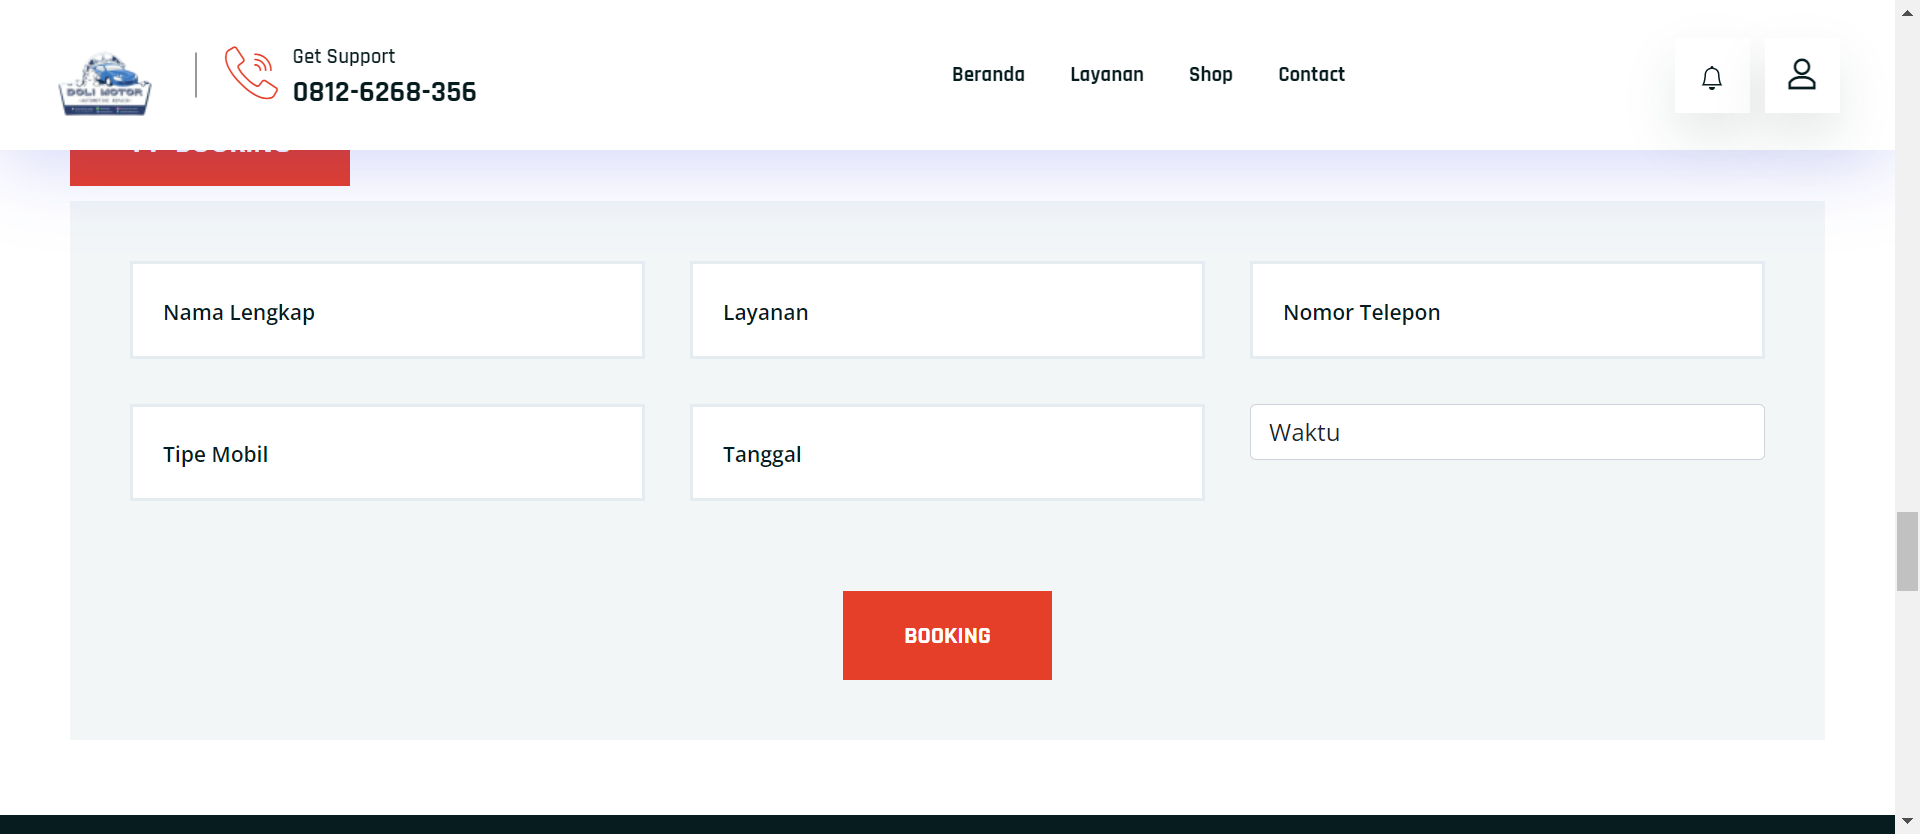 DOLI MOTOR
Get Support
0812-6268-356
Beranda
Layanan
Shop
Contact
BOOKING
Nama Lengkap
Layanan
Nomor Telepon
Tipe Mobil
Tanggal
Waktu
BOOKING